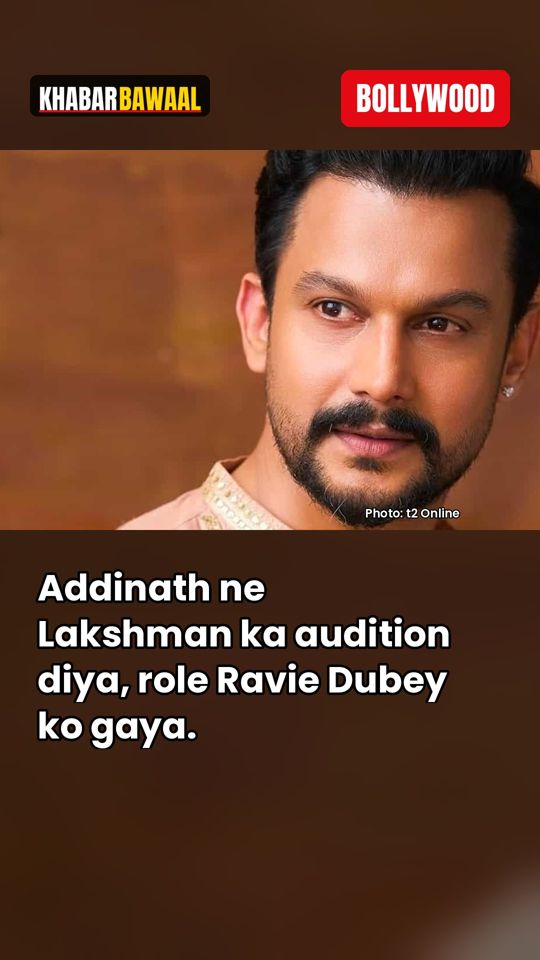 KHABARBAWAAL
BOLLYWOOD
Photo: t2 Online
Addinath ne
Lakshman ka audition
diya, role Ravie Dubey
ko gaya.